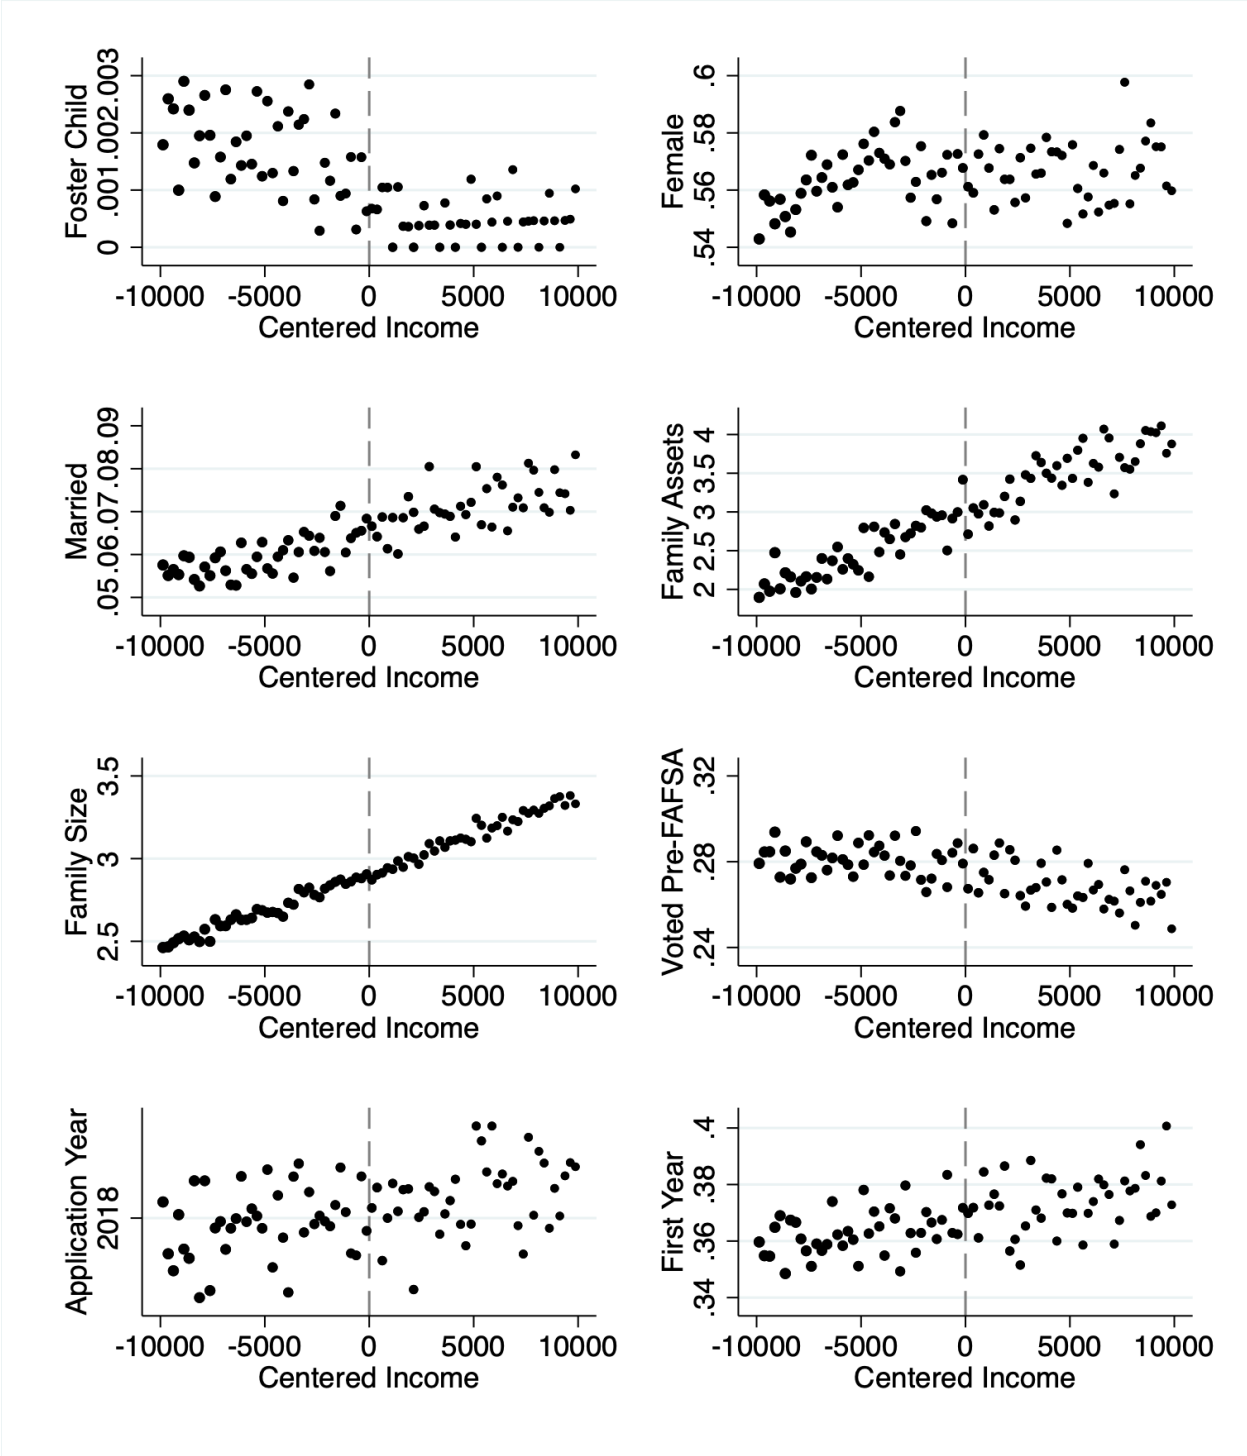 Foster Child
0 .001 .002 .003
-10000 -5000 0 5000 10000
Centered Income
Female
.54 .56 .58 .6
-10000 -5000 0 5000 10000
Centered Income
Married
.05 .06 .07 .08 .09
-10000 -5000 0 5000 10000
Centered Income
Family Assets
2 2.5 3 3.5 4
-10000 -5000 0 5000 10000
Centered Income
Family Size
2.5 3 3.5
-10000 -5000 0 5000 10000
Centered Income
Voted Pre-FAFSA
.24 .28 .32
-10000 -5000 0 5000 10000
Centered Income
Application Year
2018
-10000 -5000 0 5000 10000
Centered Income
First Year
.34 .36 .38 .4
-10000 -5000 0 5000 10000
Centered Income